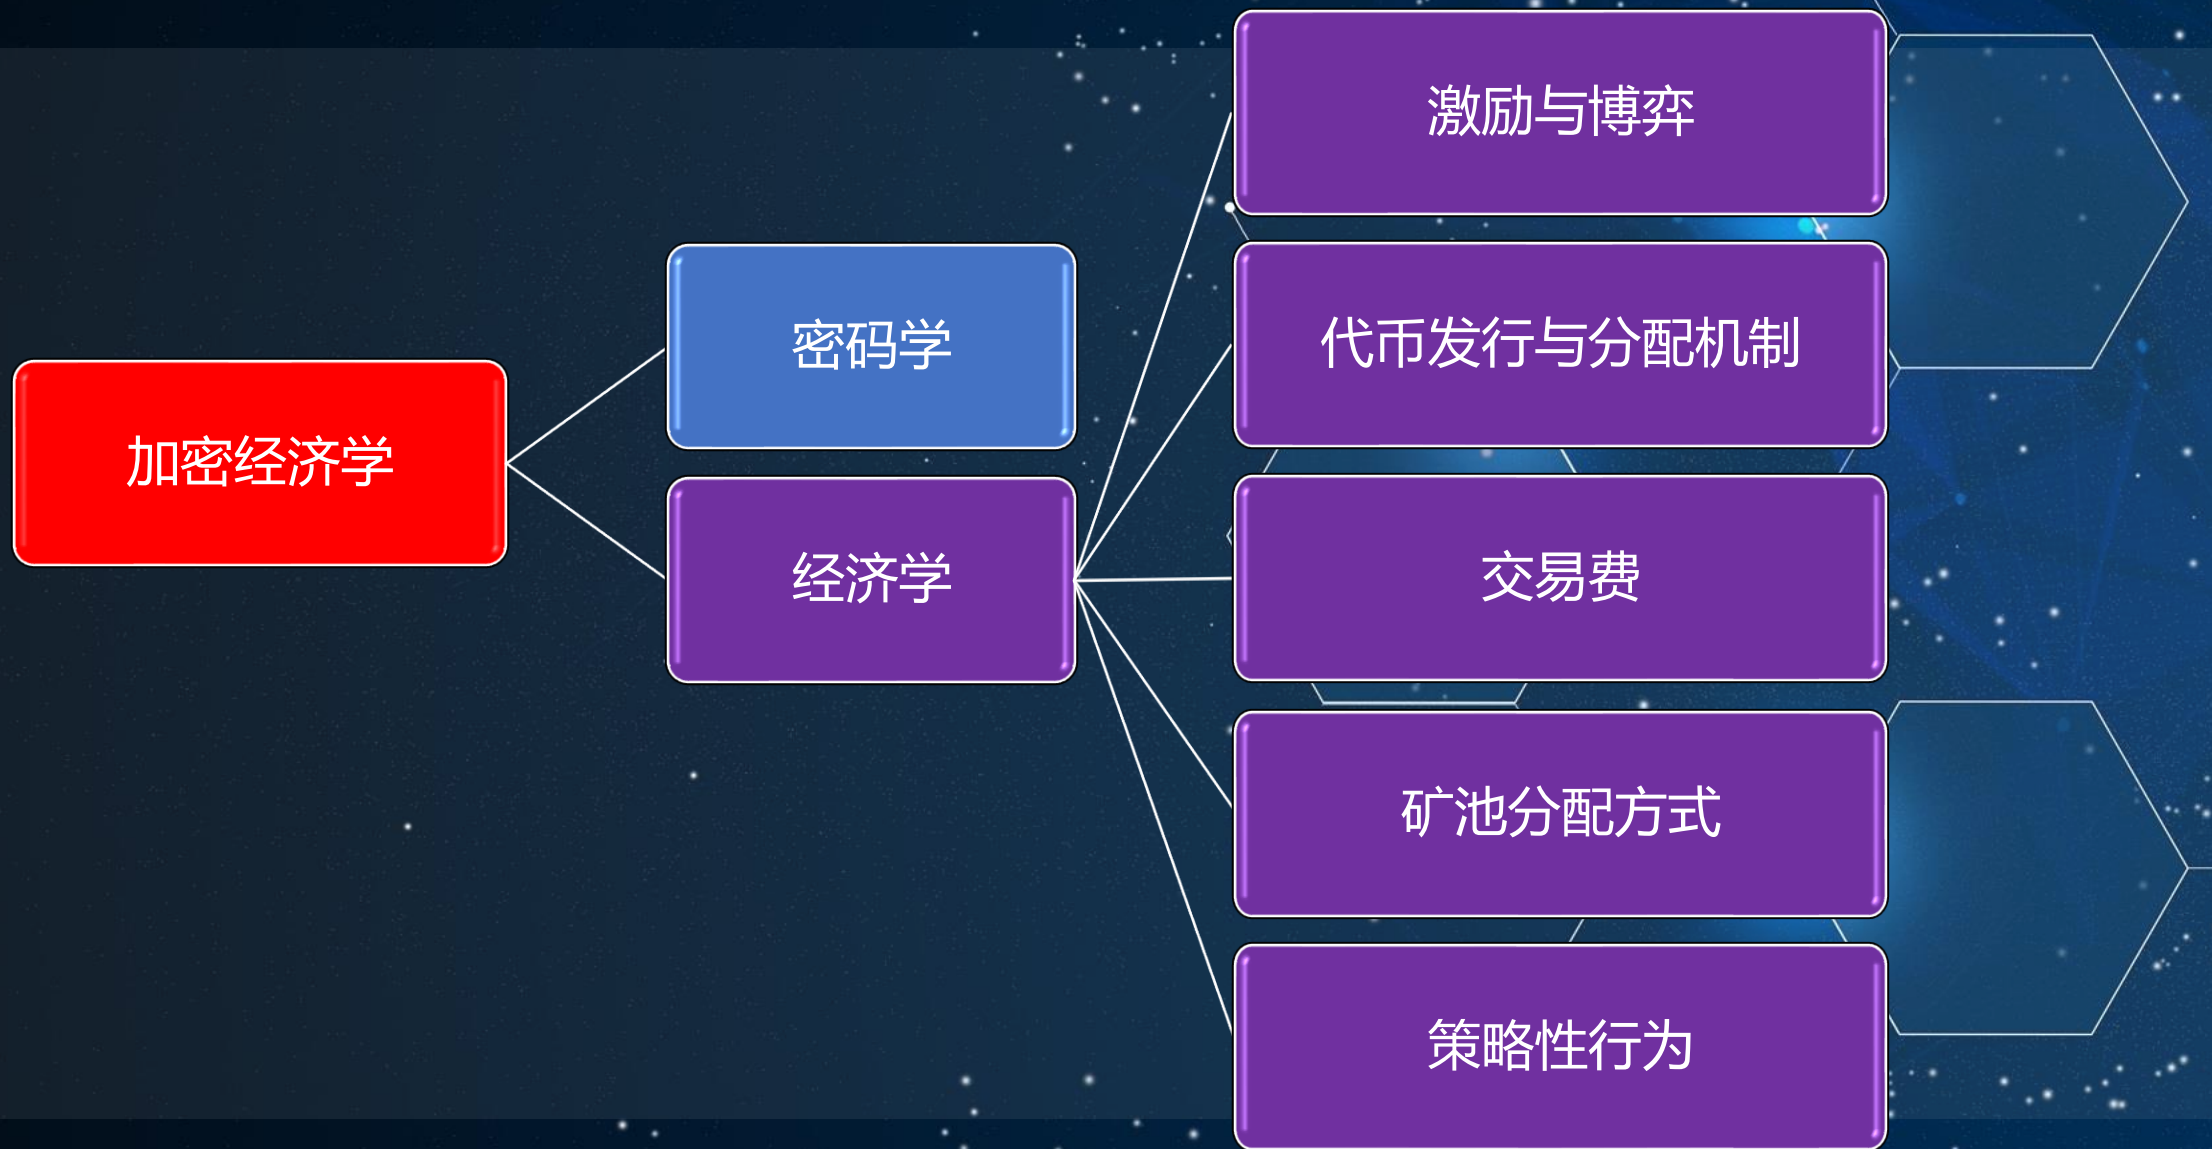 加密经济学
密码学
经济学
激励与博弈
代币发行与分配机制
交易费
矿池分配方式
策略性行为